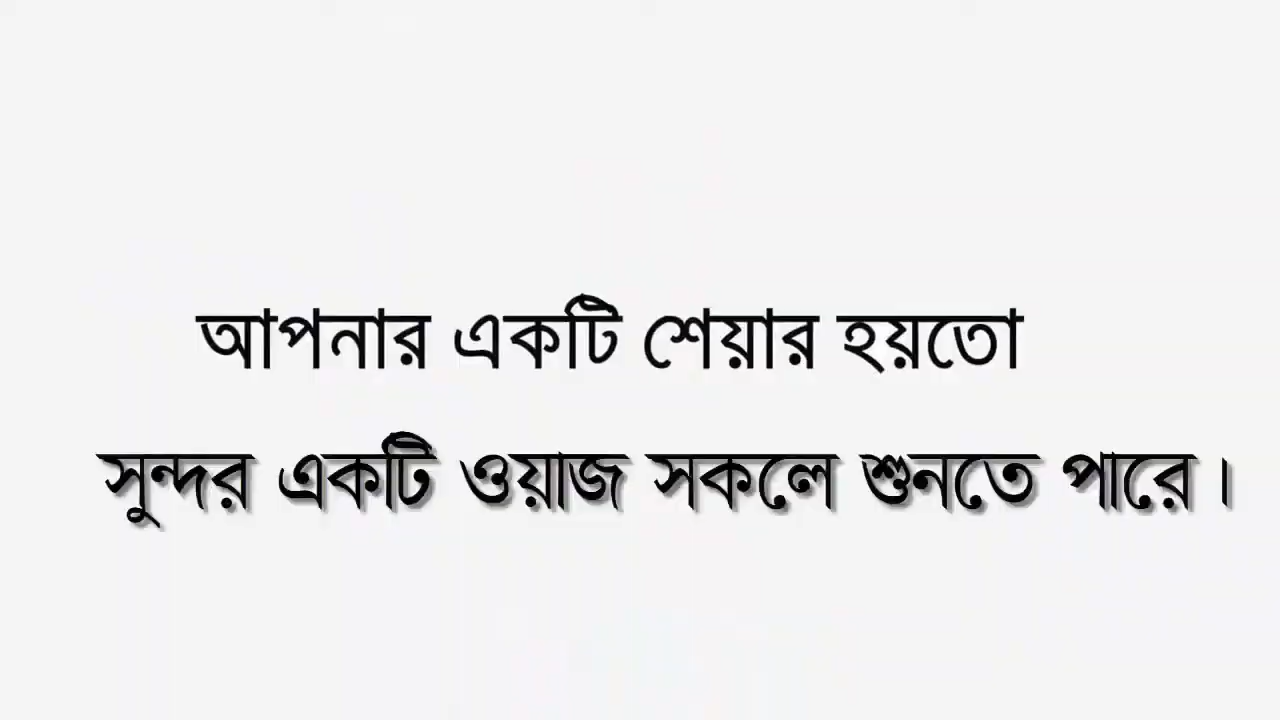 আপনার একটি শেয়ার হয়তো
সুন্দর একটি ওয়াজ সকলে শুনতে পারে।